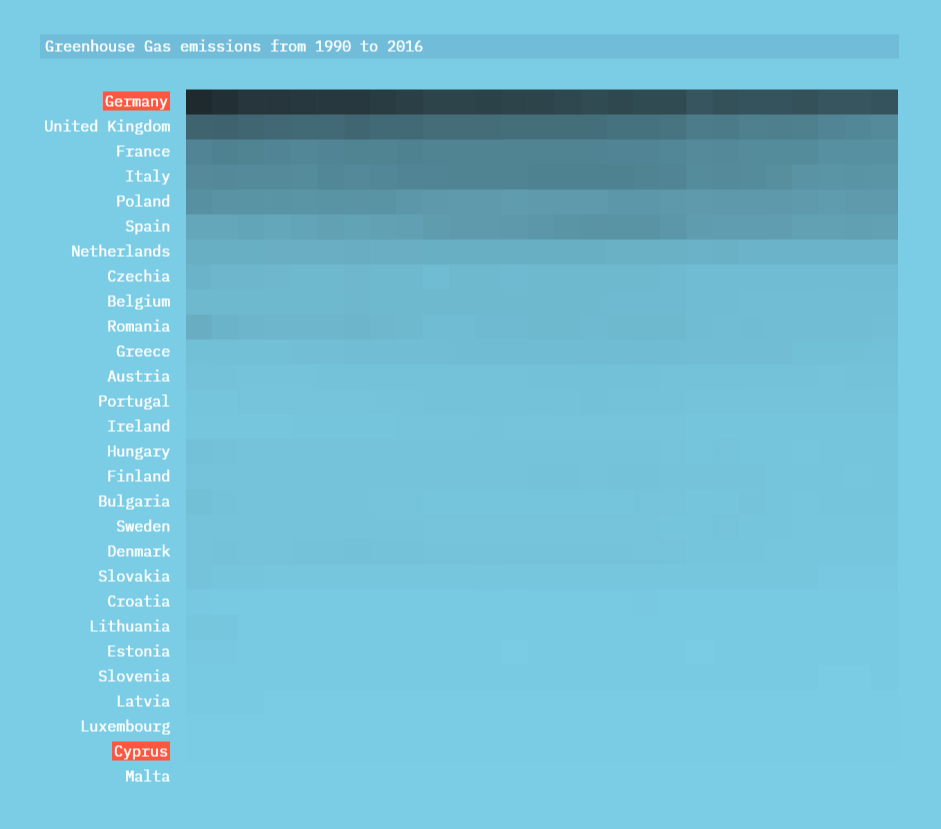 Greenhouse Gas emissions from 1990 to 2016
Germany
United Kingdom
France
Italy
Poland
Spain
Netherlands
Czechia
Belgium
Romania
Greece
Austria
Portugal
Ireland
Hungary
Finland
Bulgaria
Sweden
Denmark
Slovakia
Croatia
Lithuania
Estonia
Slovenia
Latvia
Luxembourg
Cyprus
Malta